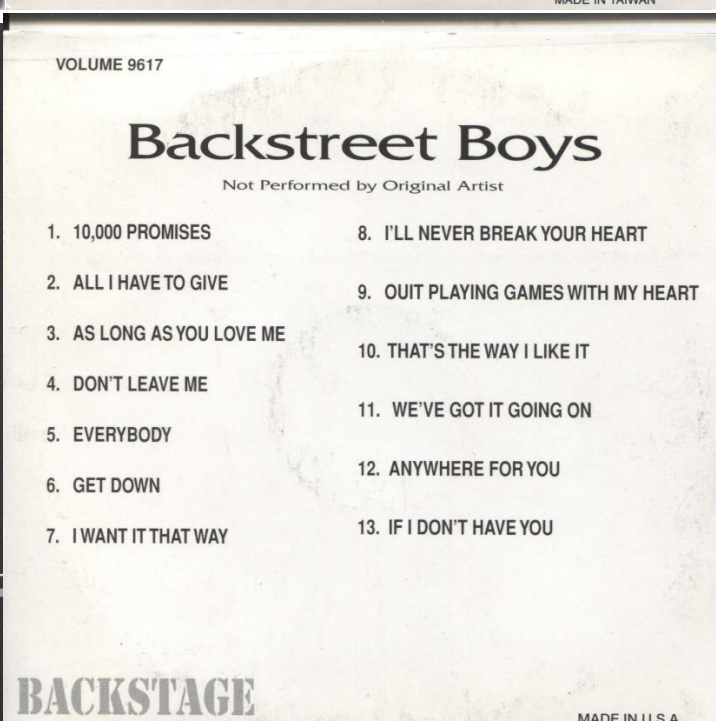 MADE IN TAIWAN
VOLUME 9617
Backstreet Boys
Not Performed by Original Artist
1. 10,000 PROMISES
2. ALL I HAVE TO GIVE
3. AS LONG AS YOU LOVE ME
4. DON'T LEAVE ME
5. EVERYBODY
6. GET DOWN
7. I WANT IT THAT WAY
8. I'LL NEVER BREAK YOUR HEART
9. OUIT PLAYING GAMES WITH MY HEART
10. THAT'S THE WAY I LIKE IT
11. WE'VE GOT IT GOING ON
12. ANYWHERE FOR YOU
13. IF I DON'T HAVE YOU
BACKSTAGE
MADE IN U.S.A.